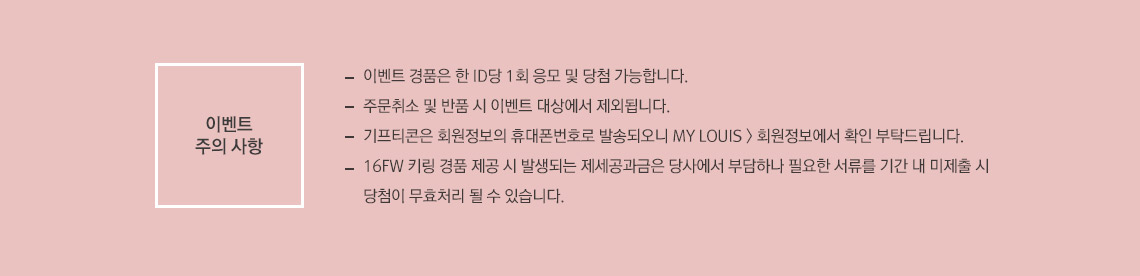 이벤트
주의 사항
– 이벤트 경품은 한 ID당 1회 응모 및 당첨 가능합니다.
– 주문취소 및 반품 시 이벤트 대상에서 제외됩니다.
– 기프티콘은 회원정보의 휴대폰번호로 발송되오니 MY LOUIS > 회원정보에서 확인 부탁드립니다.
– 16FW 키링 경품 제공 시 발생되는 제세공과금은 당사에서 부담하나 필요한 서류를 기간 내 미제출 시
당첨이 무효처리 될 수 있습니다.